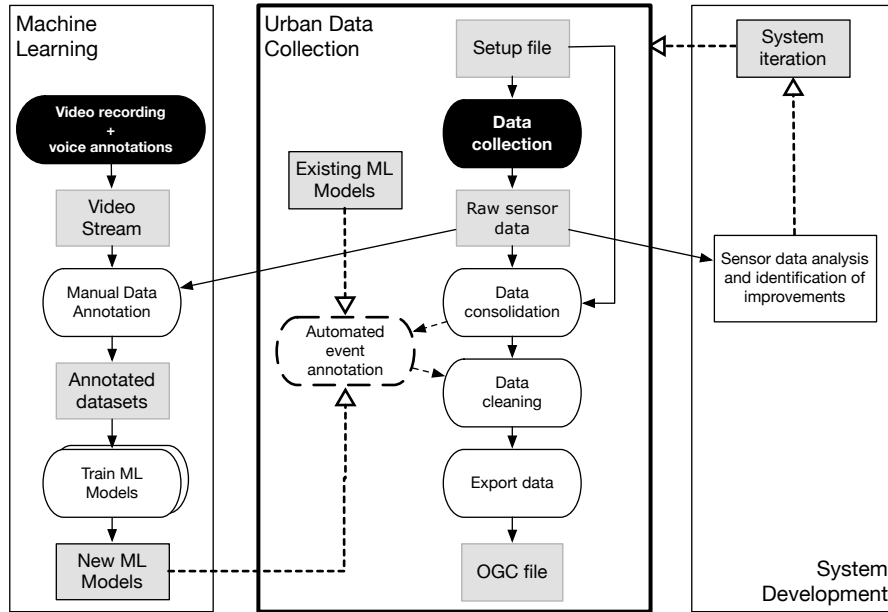 Machine
Learning
Video recording
+
voice annotations
Video
Stream
Manual Data
Annotation
Annotated
datasets
Train ML
Models
New ML
Models
Urban Data
Collection
Setup file
Data
collection
Existing ML
Models
Raw sensor
data
Data
consolidation
Automated
event
annotation
Data
cleaning
Export data
OGC file
System
iteration
Sensor data analysis
and identification of
improvements
System
Development